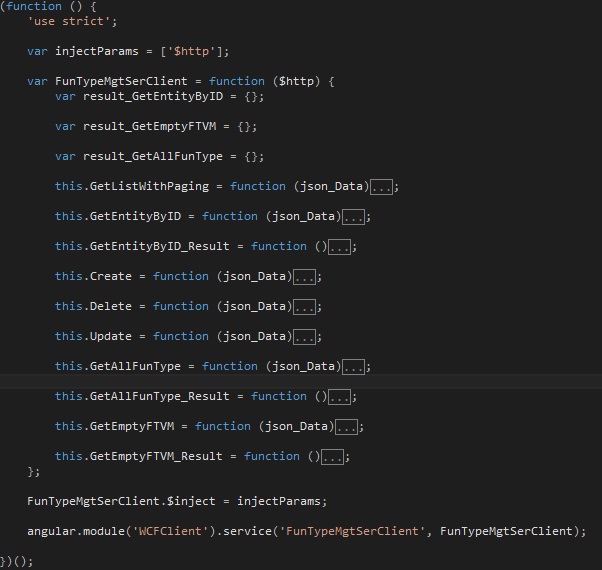 (function () {
'use strict';
var injectParams = ['$http'];
var FunTypeMgtSerClient = function ($http) {
var result_GetEntityByID = {};
var result_GetEmptyFTVM = {};
var result_GetAllFunType = {};
this.GetListWithPaging = function (json_Data)...;
this.GetEntityByID = function (json_Data)...;
this.GetEntityByID_Result = function ()...;
this.Create = function (json_Data)...;
this.Delete = function (json_Data)...;
this.Update = function (json_Data)...;
this.GetAllFunType = function (json_Data)...;
this.GetAllFunType_Result = function ()...;
this.GetEmptyFTVM = function (json_Data)...;
this.GetEmptyFTVM_Result = function ()...;
};
FunTypeMgtSerClient.$inject = injectParams;
angular.module('WCFClient').service('FunTypeMgtSerClient', FunTypeMgtSerClient);
})();